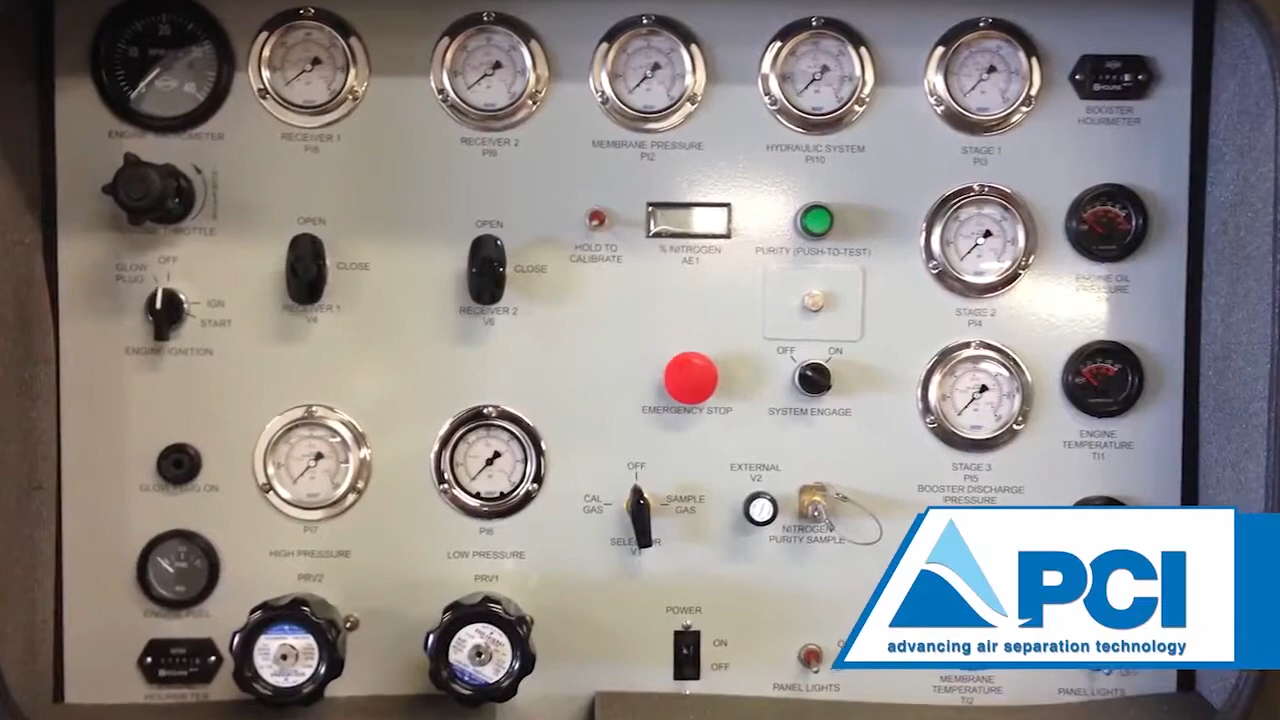 RECEIVER 1
PI8
RECEIVER 2
PI9
MEMBRANE PRESSURE
PI2
HYDRAULIC SYSTEM
PI10
STAGE 1
PI3
BOOSTER
HOURMETER
OPEN
CLOSE
RECEIVER 1
V4
OPEN
CLOSE
RECEIVER 2
V6
HOLD TO
CALIBRATE
% NITROGEN
AE1
PURITY (PUSH-TO-TEST)
STAGE 2
PI4
ENGINE OIL
PRESSURE
GLOW
PLUG
OFF
IGN
START
ENGINE IGNITION
EMERGENCY STOP
OFF
ON
SYSTEM ENGAGE
STAGE 3
PI5
BOOSTER DISCHARGE
PRESSURE
ENGINE
TEMPERATURE
TI1
GLOW PLUG ON
PI7
HIGH PRESSURE
PRV2
PI6
LOW PRESSURE
PRV1
OFF
CAL
GAS
SAMPLE
GAS
SELECTOR
EXTERNAL
V2
NITROGEN
PURITY SAMPLE
ENGINE FUEL
HOURMETER
POWER
ON
OFF
PANEL LIGHTS
MEMBRANE
TEMPERATURE
TI2
PANEL LIGHTS
OFF
PCI
advancing air separation technology